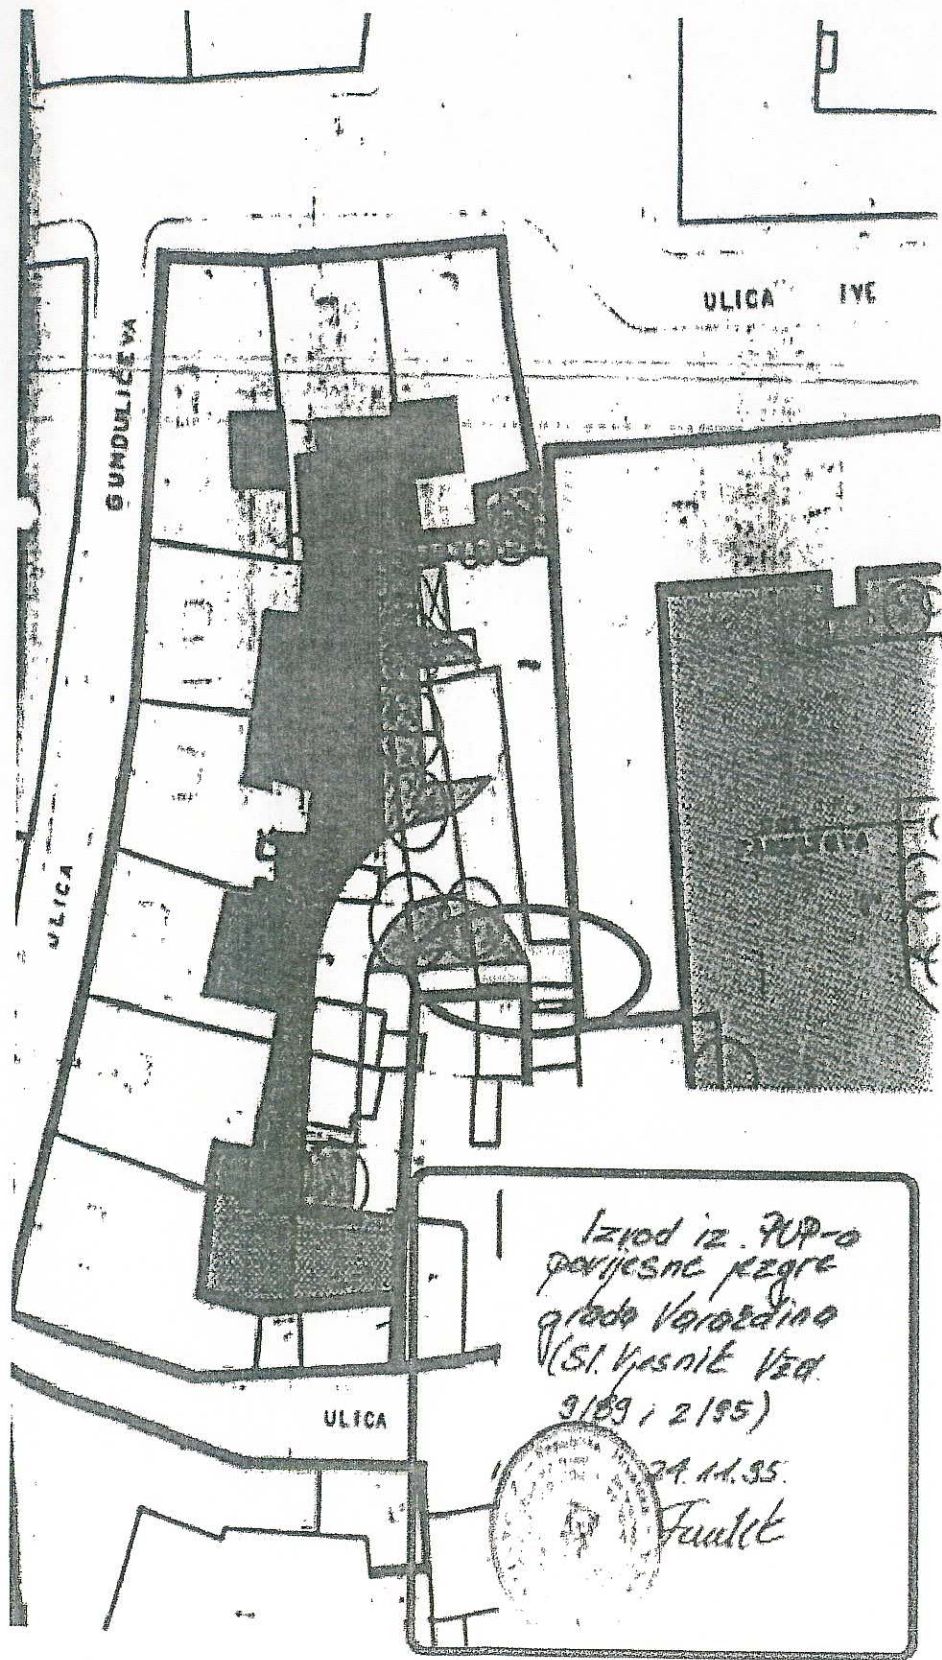 ULICA IVE
GUNDULIĆEVA
ULICA
ULICA
Izvod iz PUP-a
povijesne jezgre
grada Varaždina
(Sl. Vjesnik Vžd.
9/89 i 2/95)
11.95.